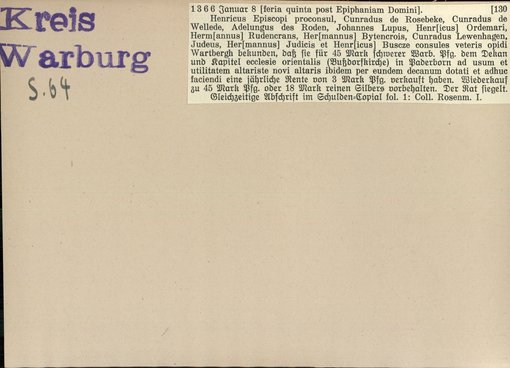 Kreis
Warburg
S. 64
1366 Januar 8 [feria quinta post Epiphaniam Domini]. [130
Henricus Episcopi proconsul, Cunradus de Rosebeke, Cunradus de
Wellede, Adelungus des Roden, Johannes Lupus, Henr[icus] Ordemari,
Herm[annus] Rudencrans, Her[mannus] Bytencrois, Cunradus Lewenhagen,
Judeus, Her[mannus] Judicis et Henr[icus] Buscze consules veteris opidi
Wartbergh bekunden, daß sie für 45 Mark schwerer Warb. Pfg. dem Dekan
und Kapitel ecclesie orientalis (Bußdorfkirche) in Paderborn ad usum et
utilitatem altariste novi altaris ibidem per eundem decanum dotati et adhuc
faciendi eine jährliche Rente von 3 Mark Pfg. verkauft haben. Wiederkauf
zu 45 Mark Pfg. oder 18 Mark reinen Silbers vorbehalten. Der Rat siegelt.
Gleichzeitige Abschrift im Schulden-Copial fol. 1: Coll. Rosenm. I.